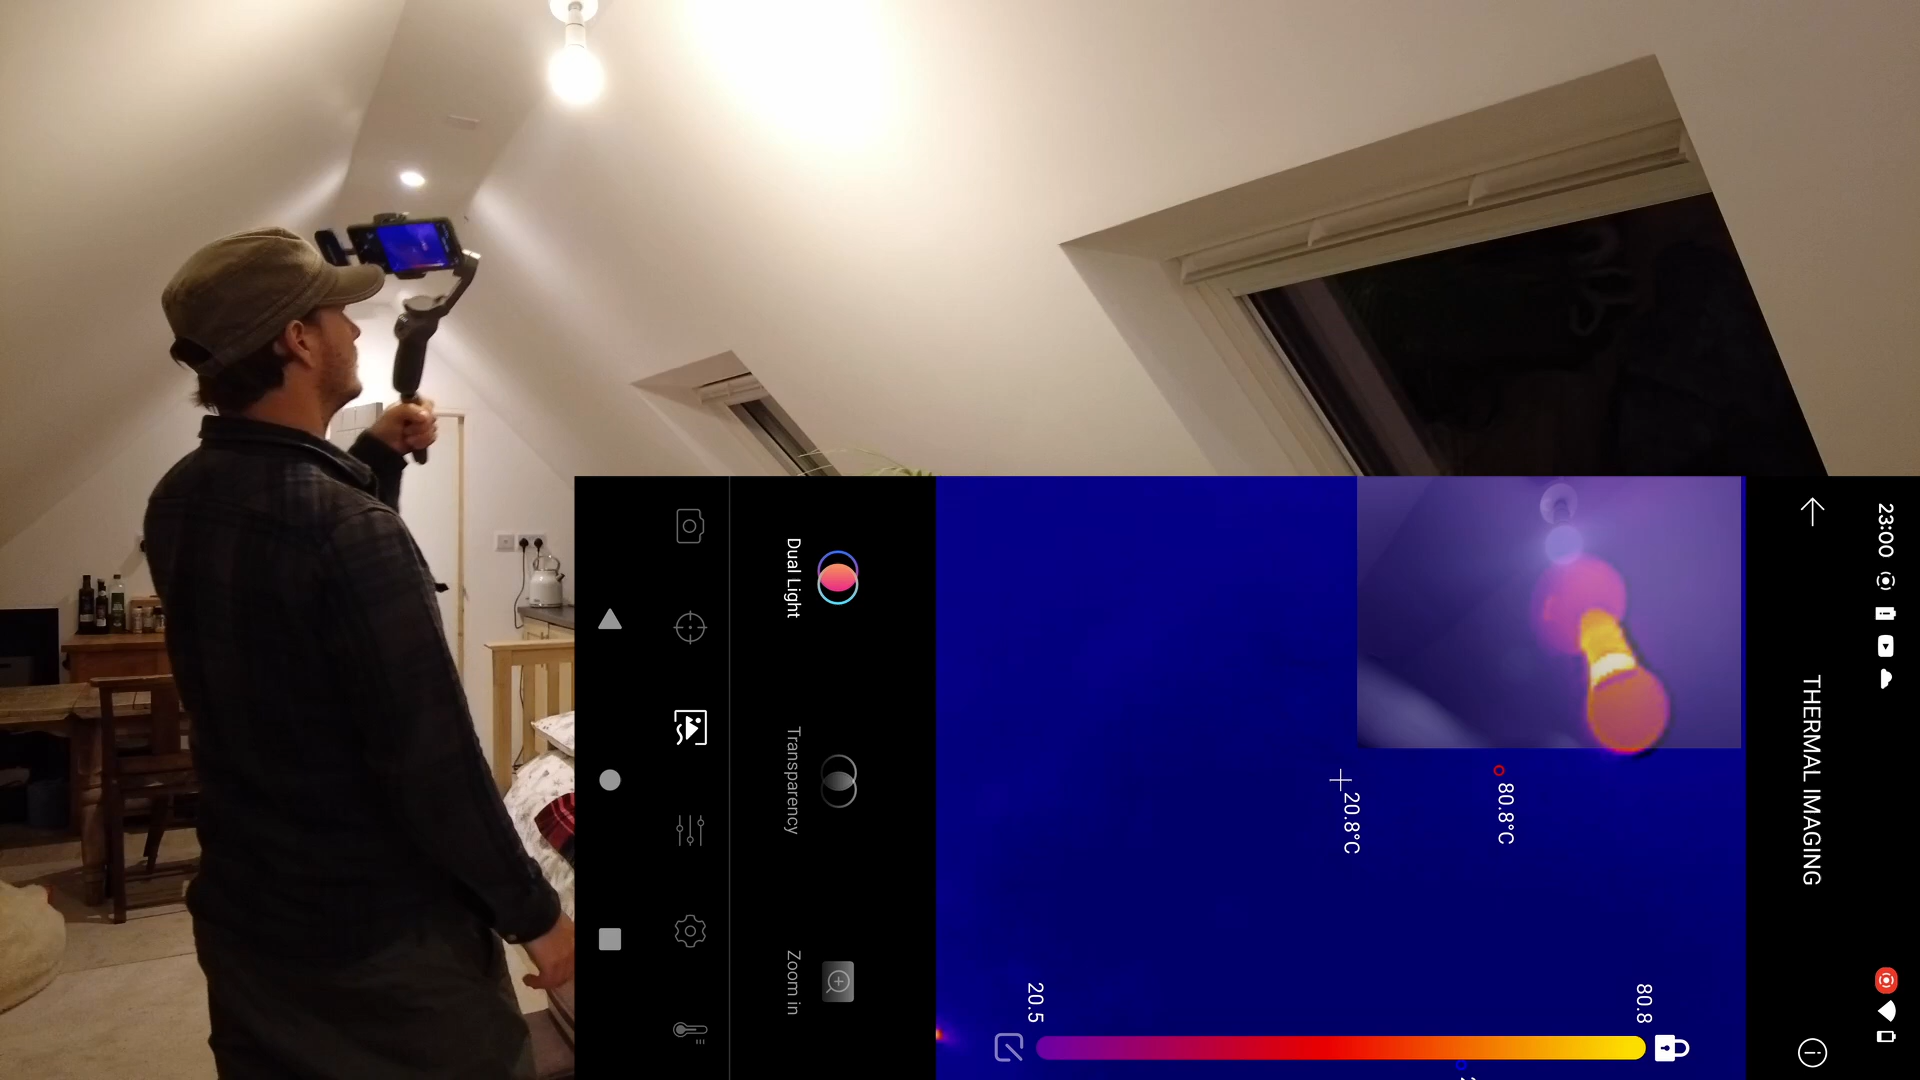 23:00
THERMAL IMAGING
80.8°C
20.8°C
80.8
20.5
Dual Light
Transparency
Zoom in